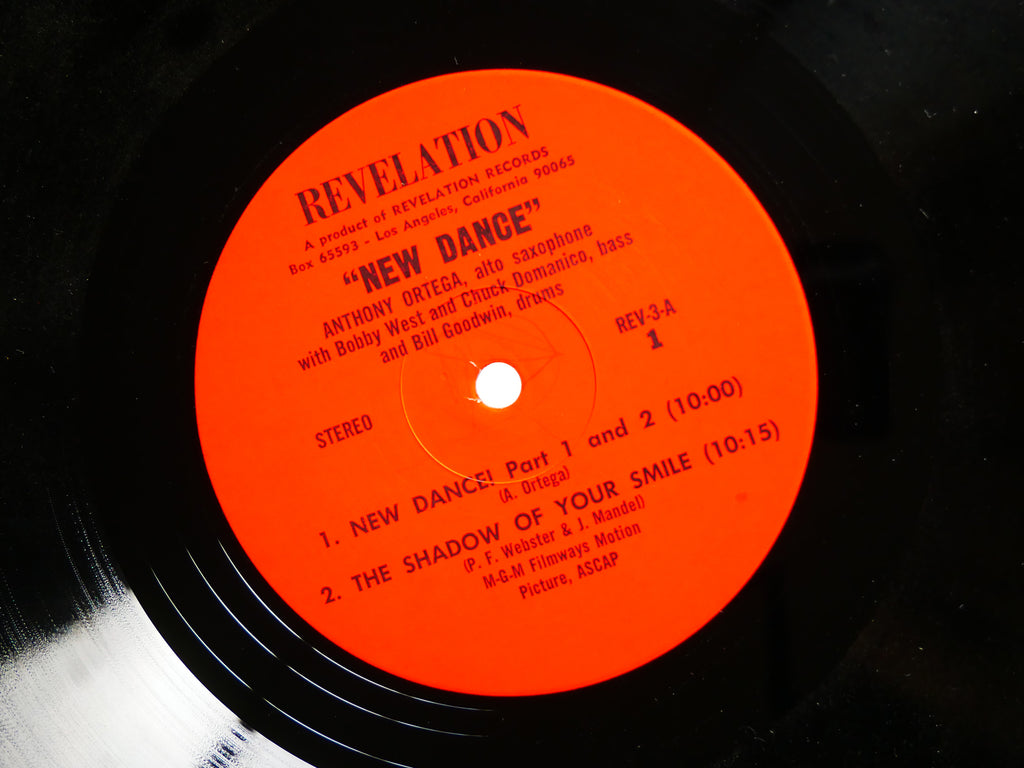 REVELATION
A product of REVELATION RECORDS
Box 65593 - Los Angeles, California 90065
"NEW DANCE"
ANTHONY ORTEGA, alto saxophone
with Bobby West and Chuck Domanico, bass
and Bill Goodwin, drums
REV-3-A
1
STEREO
1. NEW DANCE! Part 1 and 2 (10:00)
(A. Ortega)
2. THE SHADOW OF YOUR SMILE (10:15)
(P. F. Webster & J. Mandel)
M-G-M Filmways Motion
Picture, ASCAP